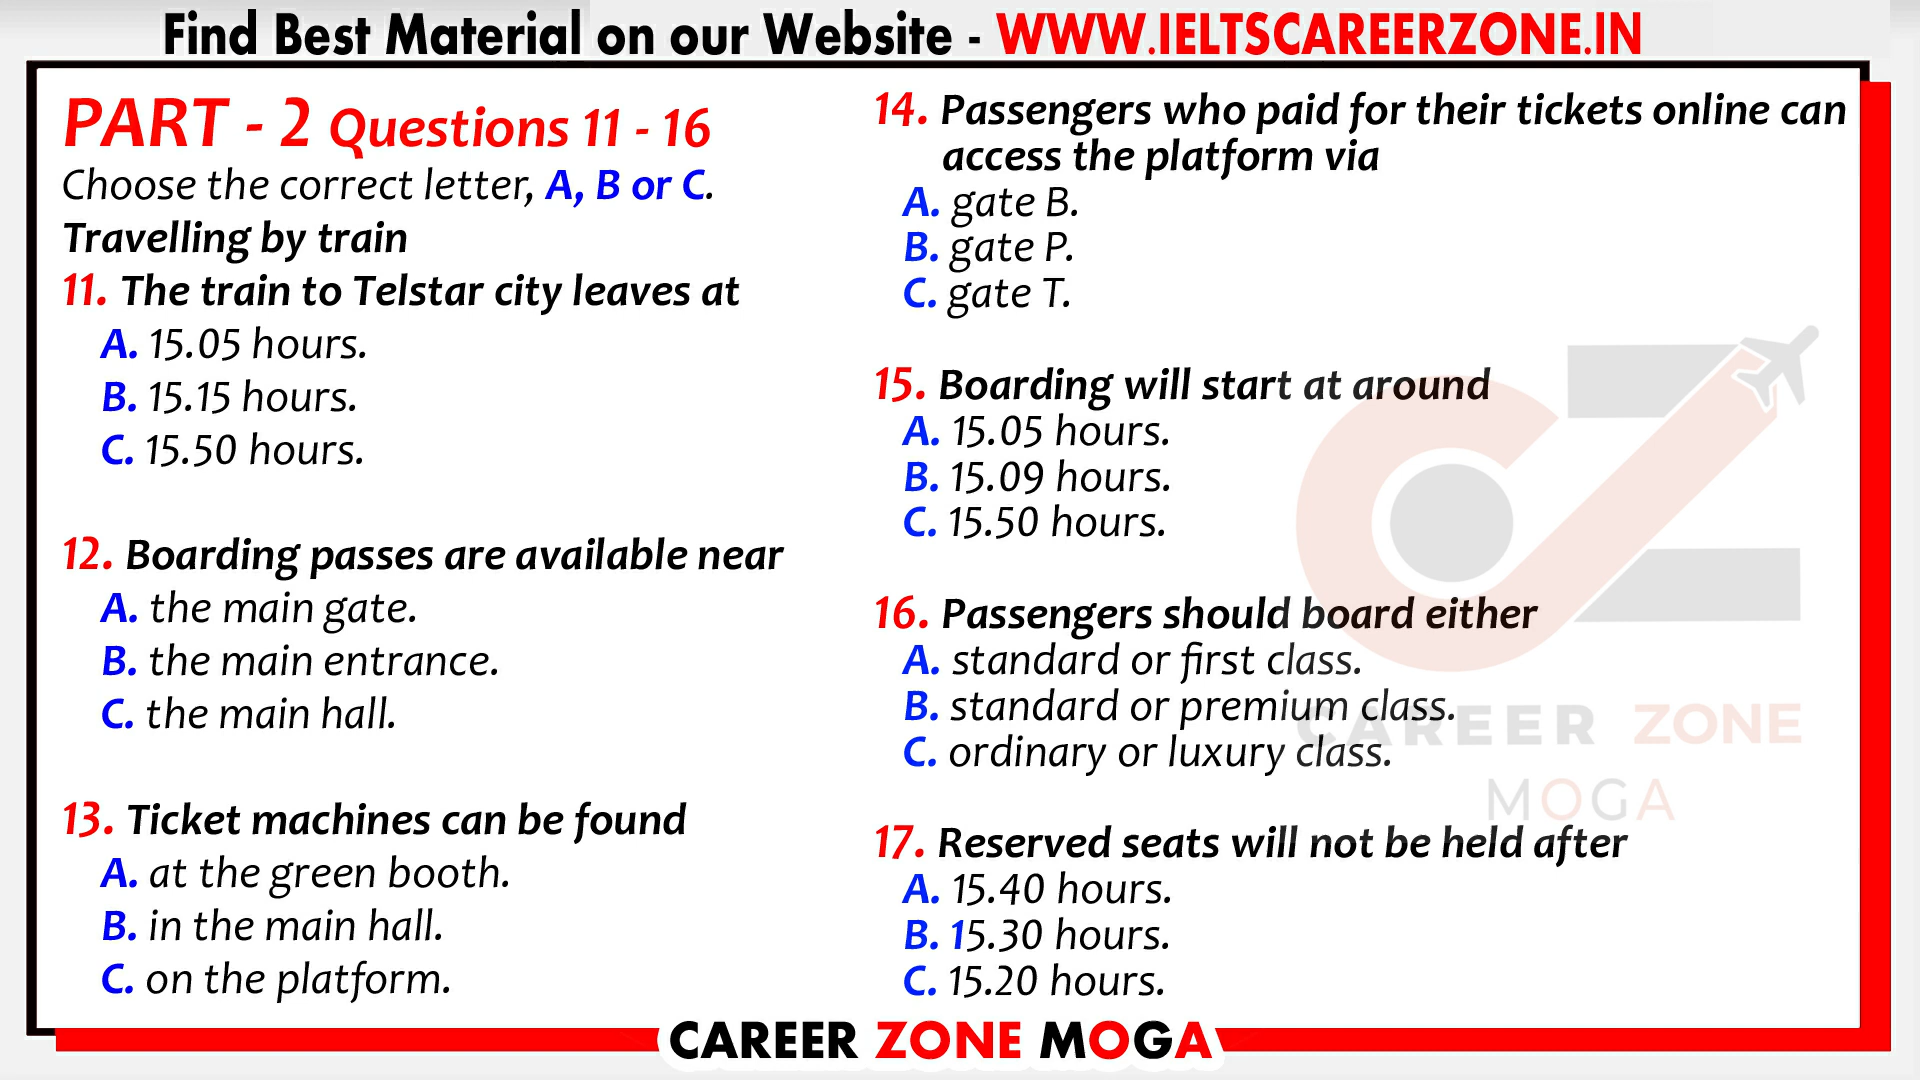 Find Best Material on our Website - WWW.IELTSCAREERZONE.IN
PART - 2 Questions 11 - 16
Choose the correct letter, A, B or C.
Travelling by train
11. The train to Telstar city leaves at
A. 15.05 hours.
B. 15.15 hours.
C. 15.50 hours.
12. Boarding passes are available near
A. the main gate.
B. the main entrance.
C. the main hall.
13. Ticket machines can be found
A. at the green booth.
B. in the main hall.
C. on the platform.
14. Passengers who paid for their tickets online can
access the platform via
A. gate B.
B. gate P.
C. gate T.
15. Boarding will start at around
A. 15.05 hours.
B. 15.09 hours.
C. 15.50 hours.
16. Passengers should board either
A. standard or first class.
B. standard or premium class.
C. ordinary or luxury class.
17. Reserved seats will not be held after
A. 15.40 hours.
B. 15.30 hours.
C. 15.20 hours.
CZ
CAREER ZONE
MOGA
CAREER ZONE MOGA